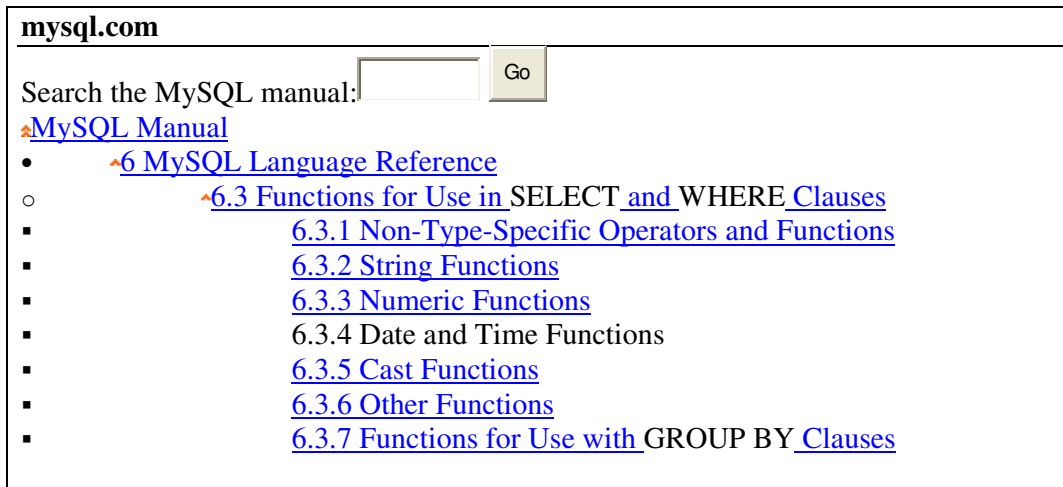 mysql.com
Search the MySQL manual: Go
MySQL Manual
6 MySQL Language Reference
6.3 Functions for Use in SELECT and WHERE Clauses
6.3.1 Non-Type-Specific Operators and Functions
6.3.2 String Functions
6.3.3 Numeric Functions
6.3.4 Date and Time Functions
6.3.5 Cast Functions
6.3.6 Other Functions
6.3.7 Functions for Use with GROUP BY Clauses